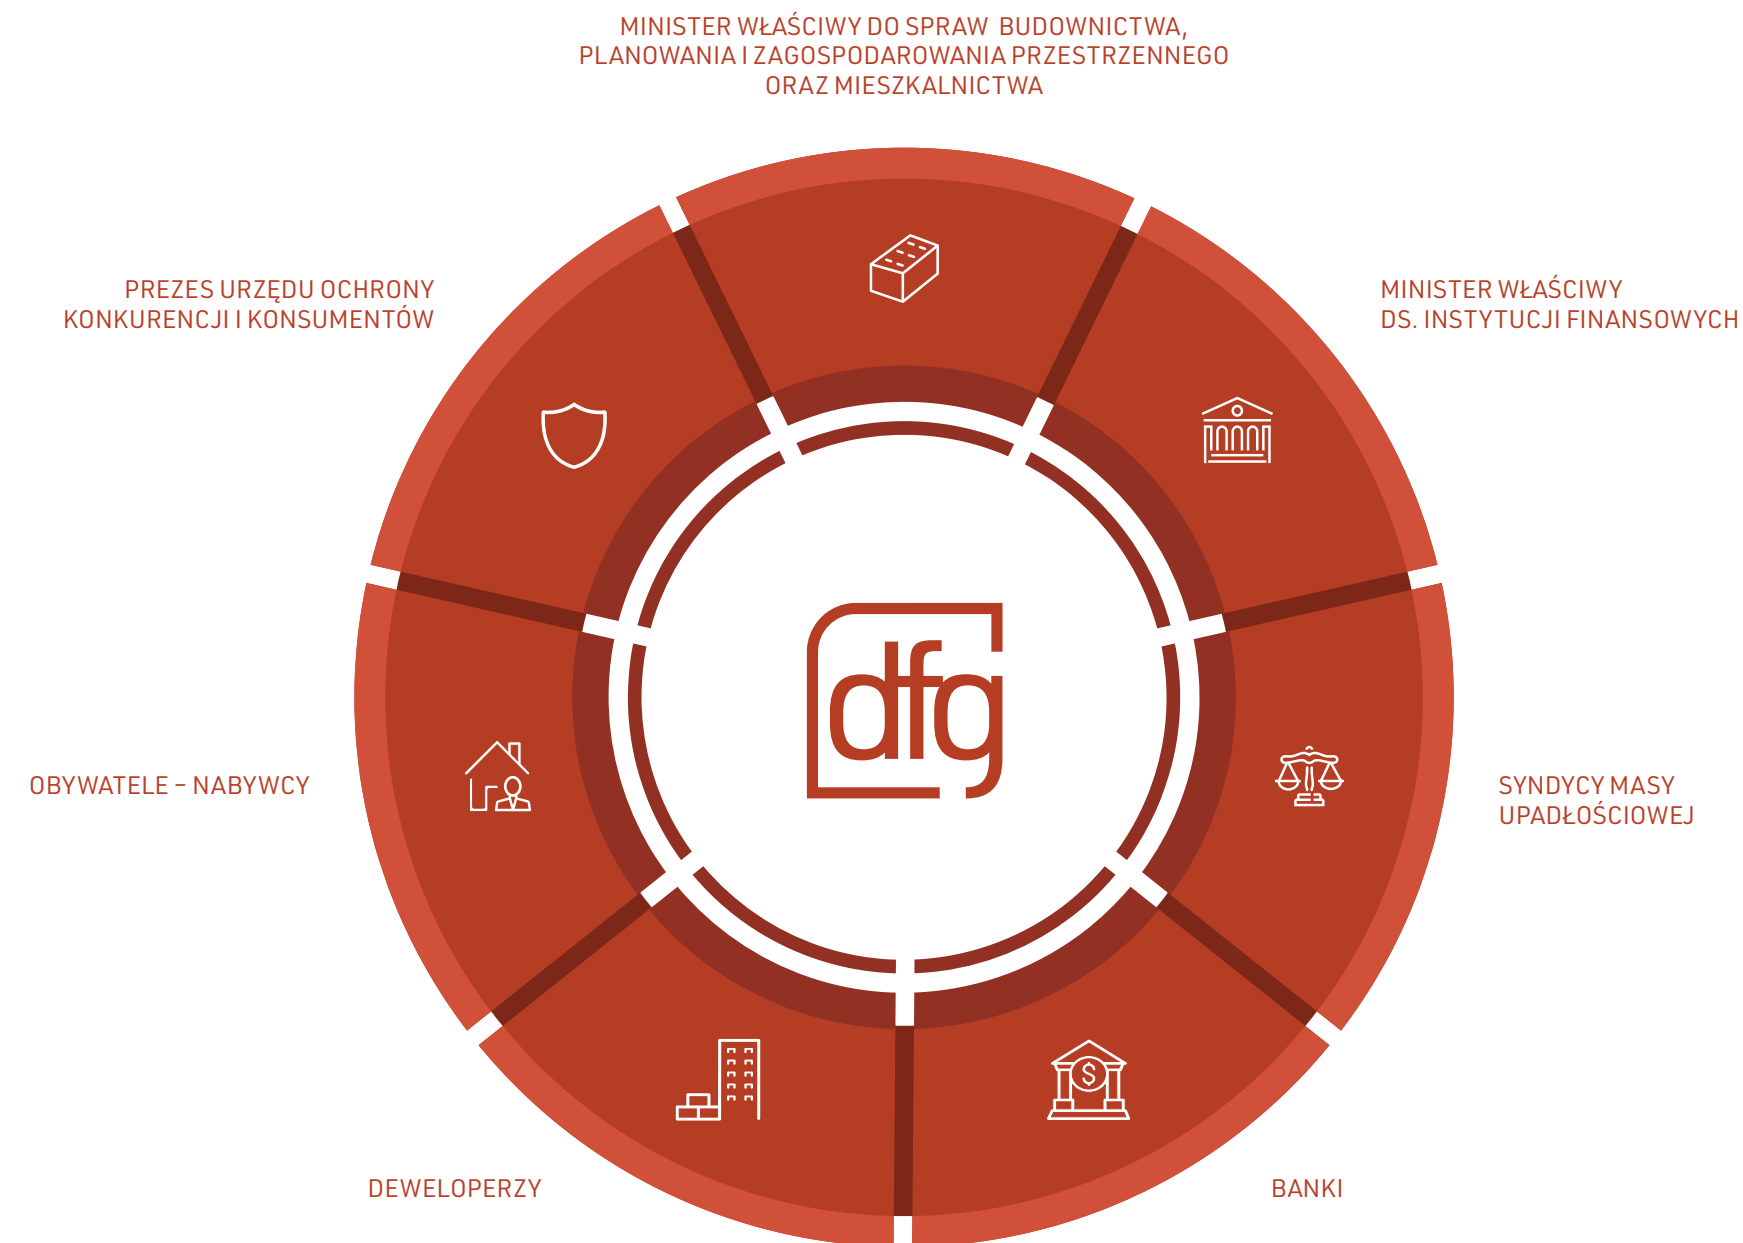 MINISTER WŁAŚCIWY DO SPRAW BUDOWNICTWA,
PLANOWANIA I ZAGOSPODAROWANIA PRZESTRZENNEGO
ORAZ MIESZKALNICTWA
PREZES URZĘDU OCHRONY
KONKURENCJI I KONSUMENTÓW
MINISTER WŁAŚCIWY
DS. INSTYTUCJI FINANSOWYCH
dfg
OBYWATELE – NABYWCY
SYNDYCY MASY
UPADŁOŚCIOWEJ
$
DEWELOPERZY
BANKI